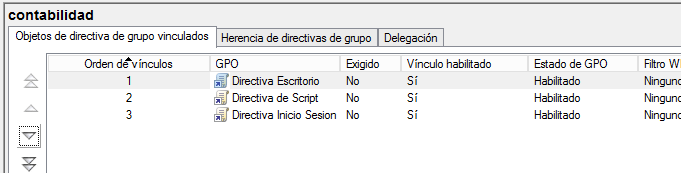 contabilidad
Objetos de directiva de grupo vinculados Herencia de directivas de grupo Delegación
Orden de vínculos GPO Exigido Vínculo habilitado Estado de GPO Filtro W
1 Directiva Escritorio No Sí Habilitado Ninguno
2 Directiva de Script No Sí Habilitado Ninguno
3 Directiva Inicio Sesion No Sí Habilitado Ninguno